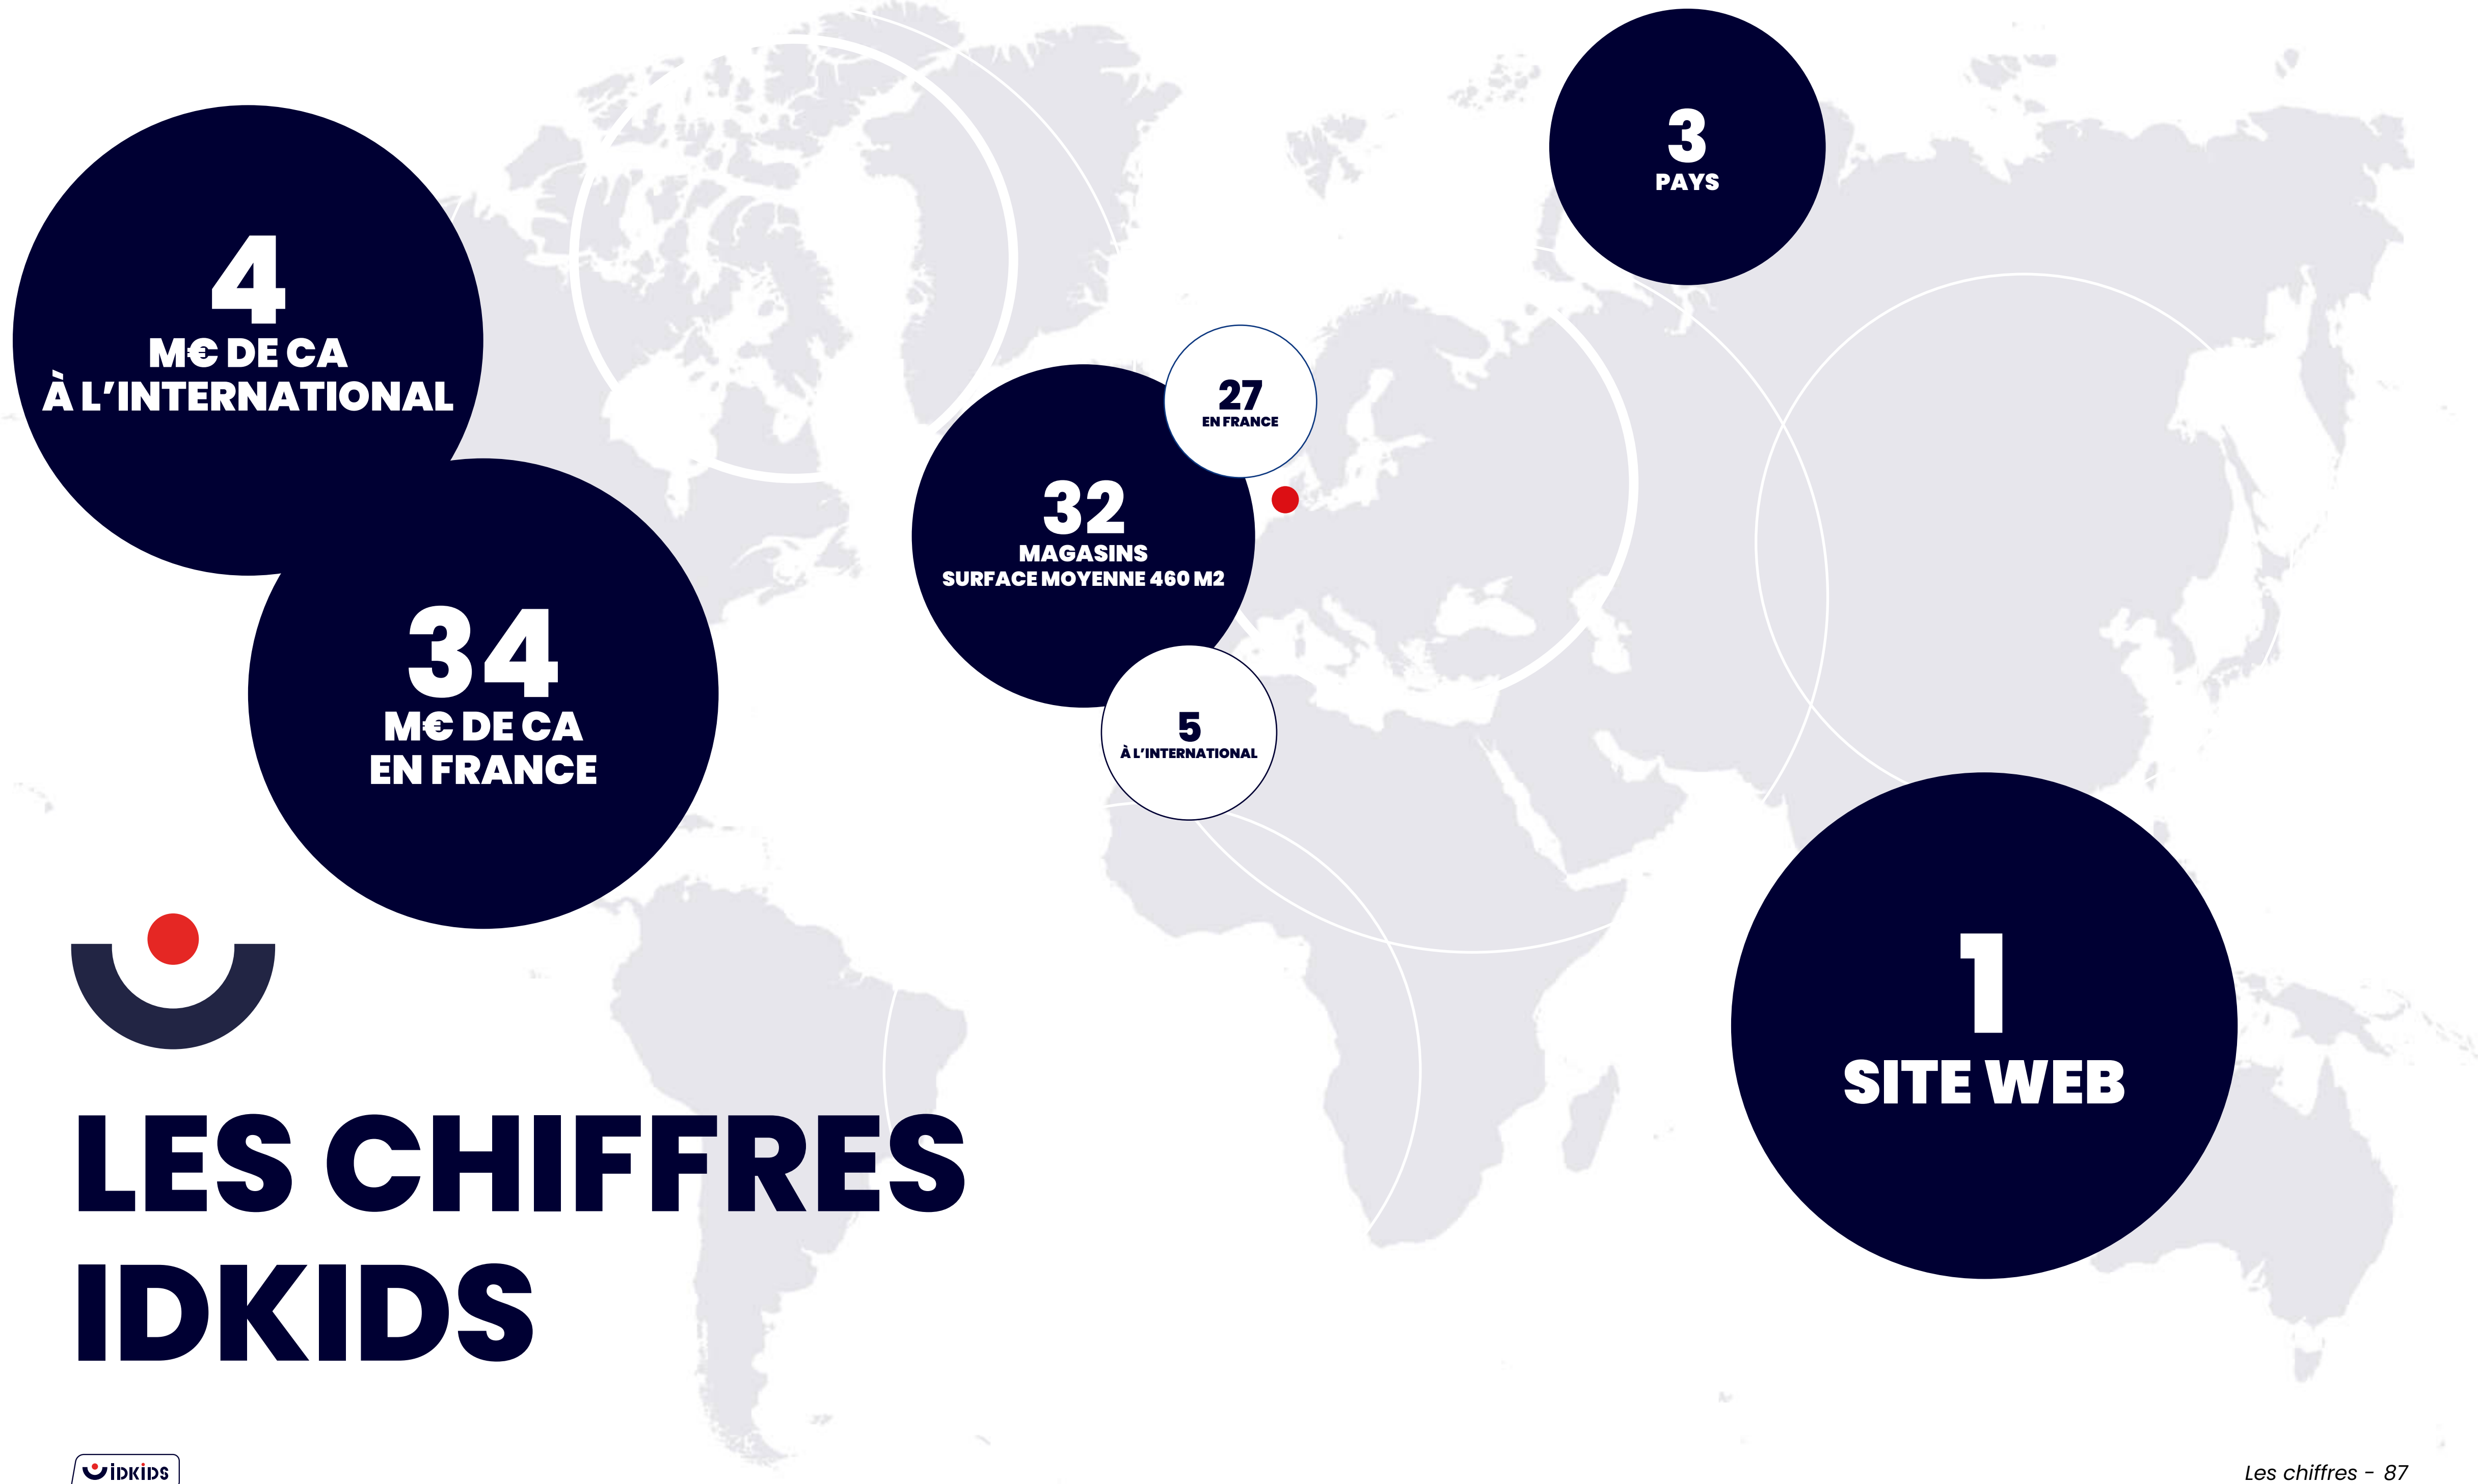 3
PAYS
4
M€ DE CA
À L'INTERNATIONAL
27
EN FRANCE
32
MAGASINS
SURFACE MOYENNE 460 M2
34
M€ DE CA
EN FRANCE
5
À L'INTERNATIONAL
1
SITE WEB
LES CHIFFRES
IDKIDS
IDKIDS
Les chiffres - 87